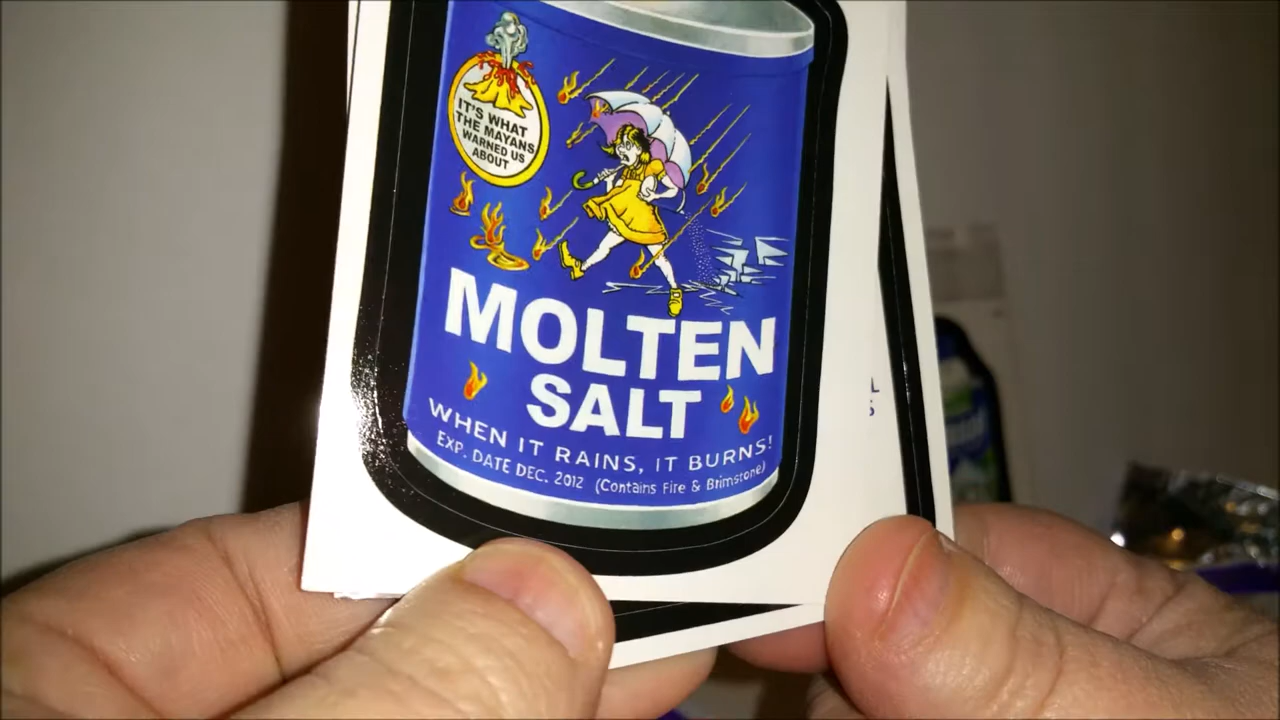 IT'S WHAT
THE MAYANS
WARNED US
ABOUT
MOLTEN
SALT
WHEN IT RAINS, IT BURNS!
EXP. DATE DEC. 2012 (Contains Fire & Brimstone)